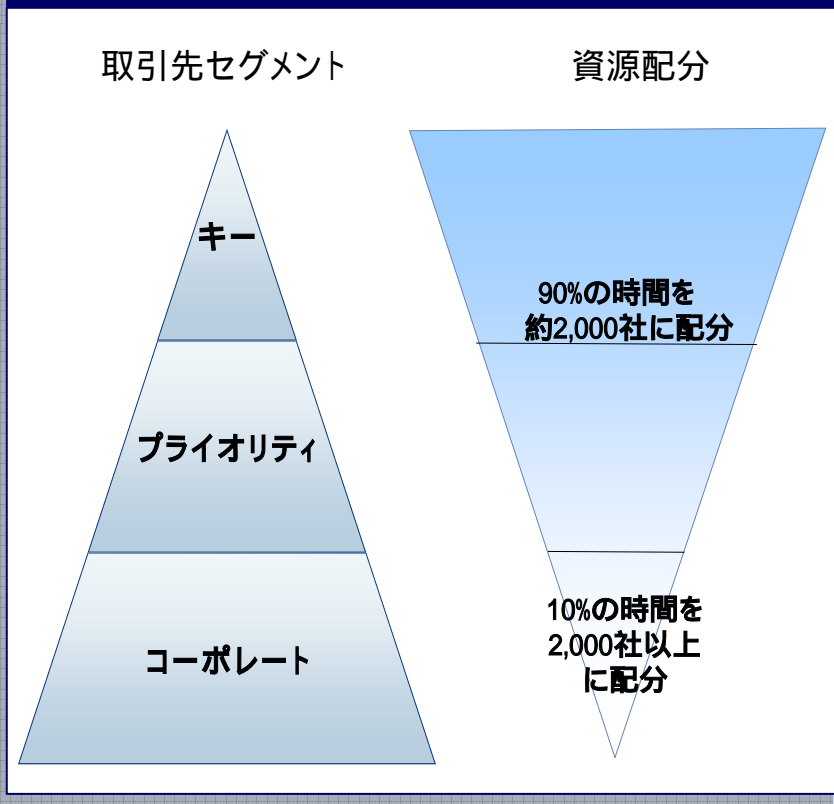 取引先セグメント
資源配分
キー
プライオリティ
コーポレート
90%の時間を
約2,000社に配分
10%の時間を
2,000社以上
に配分